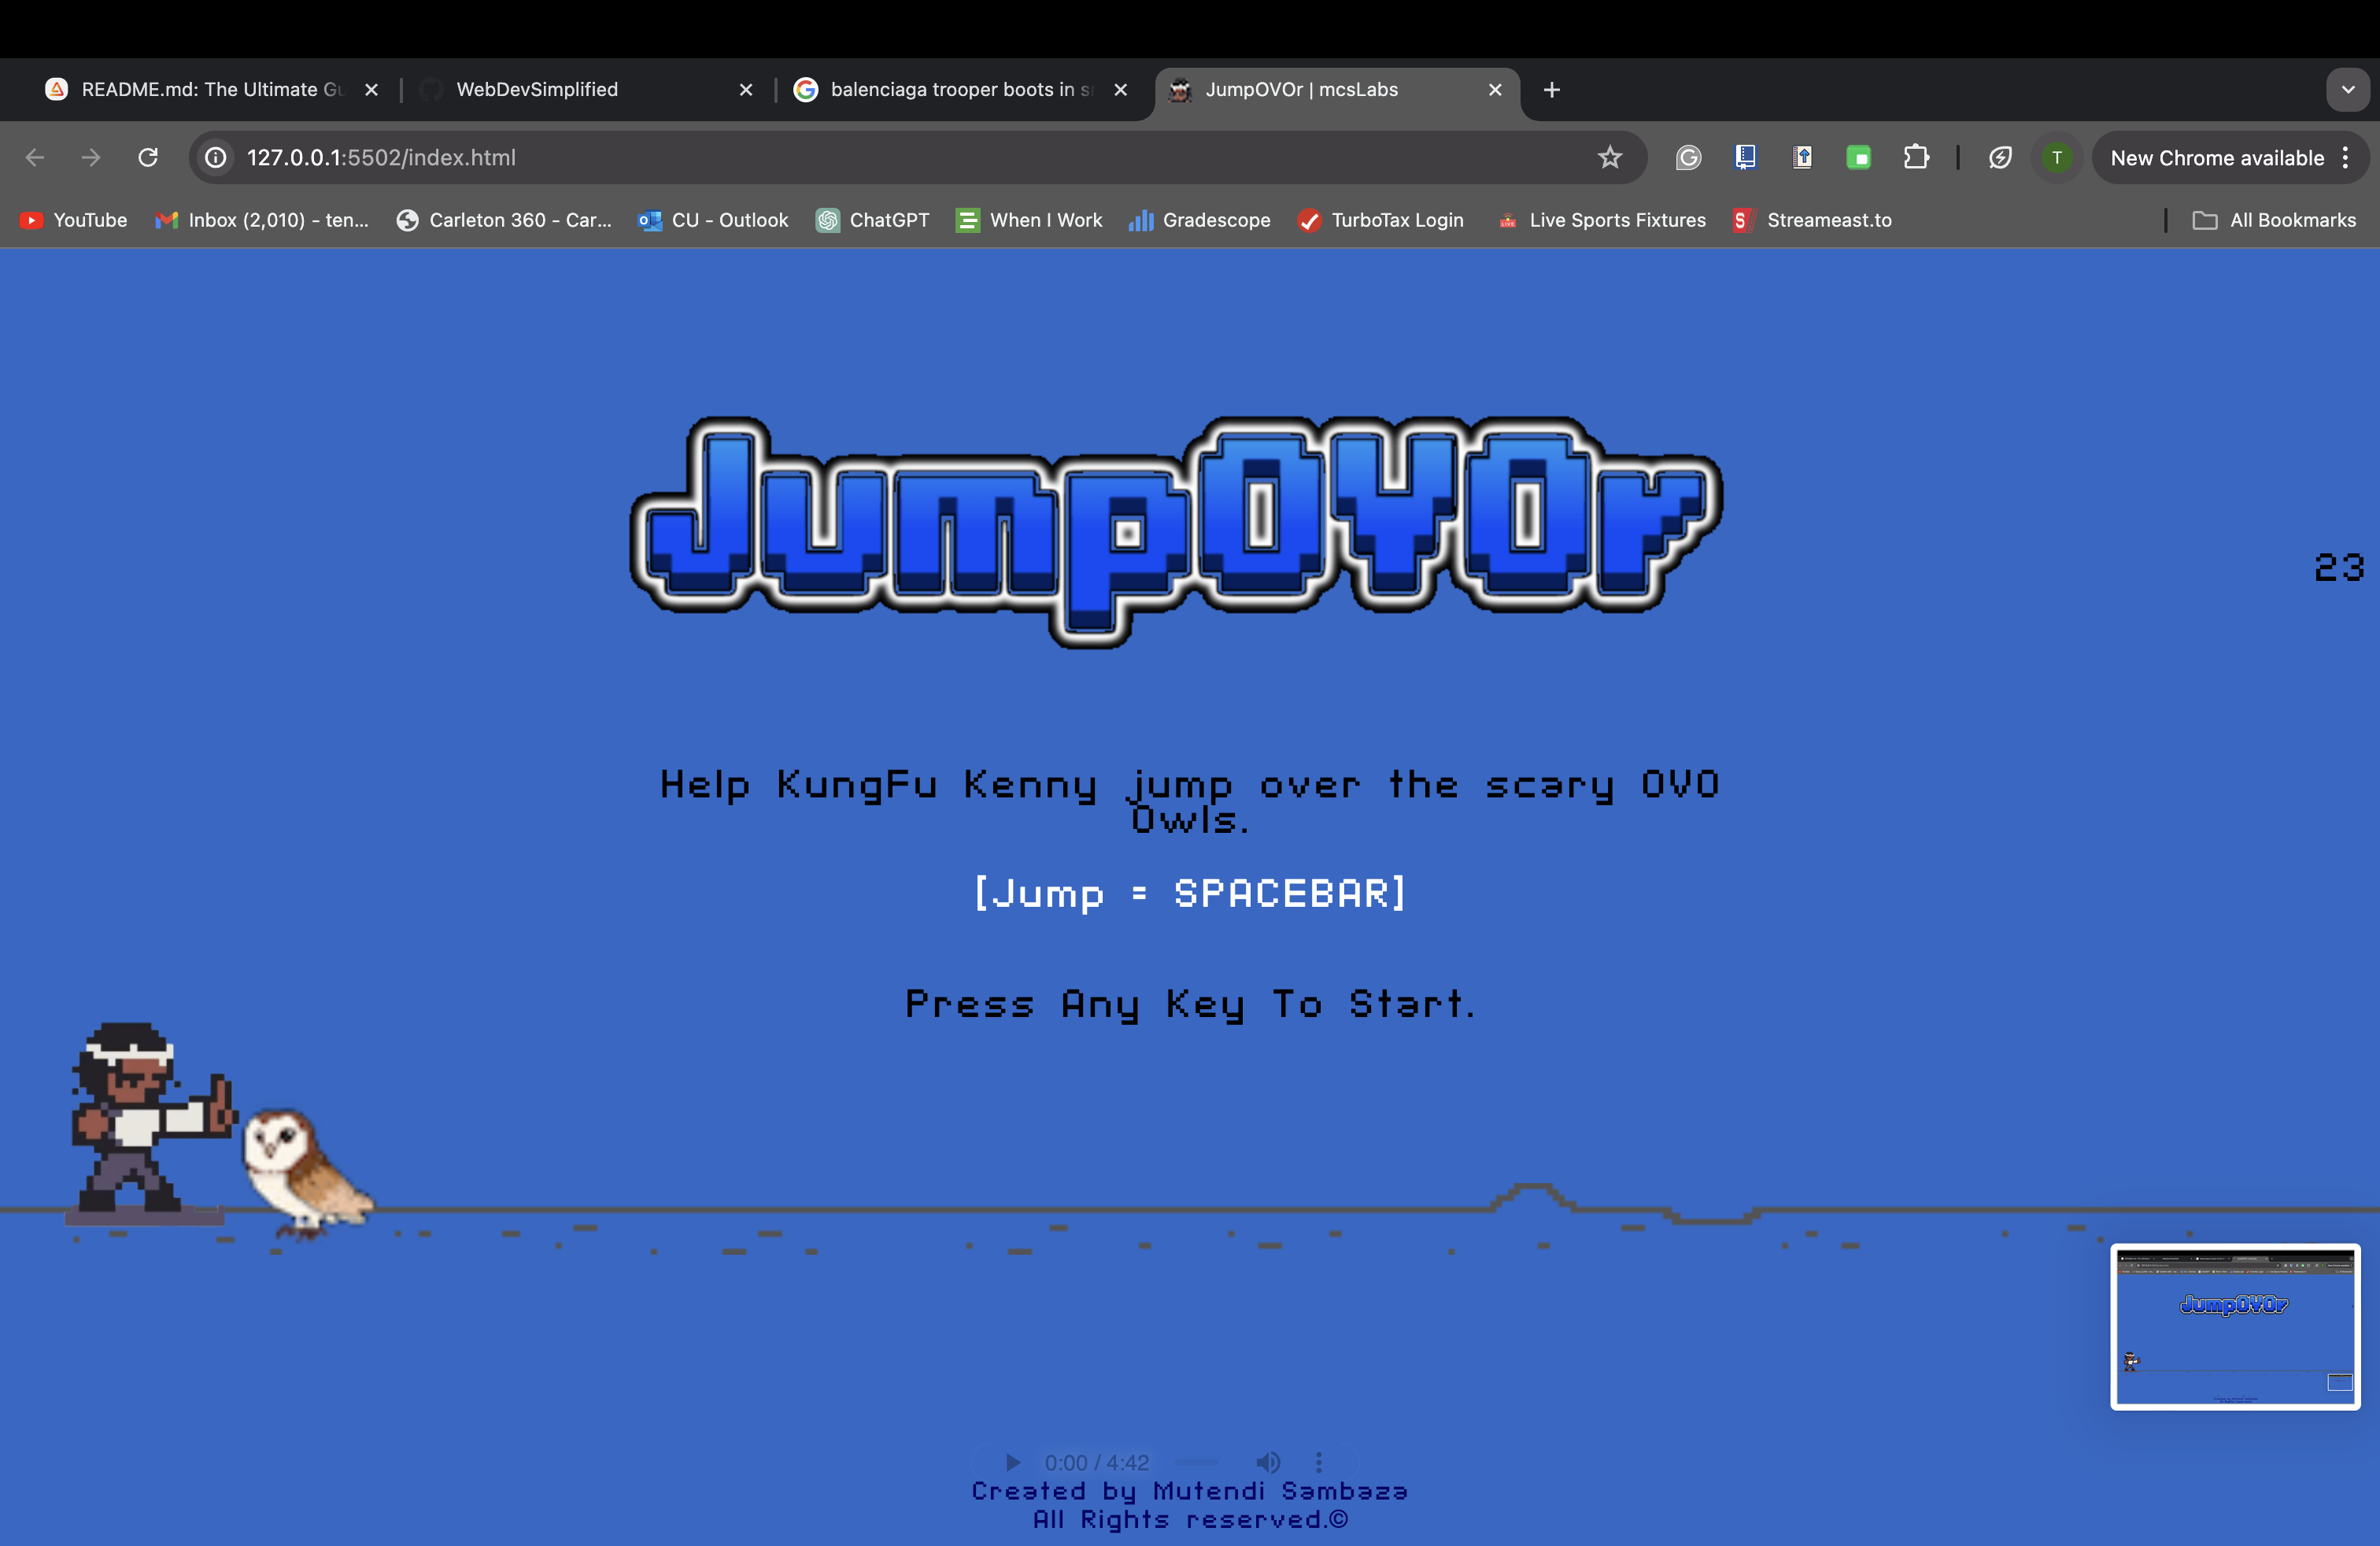 README.md: The Ultimate Gu
WebDevSimplified
balenciaga trooper boots in s
JumpOVOr | mcsLabs
127.0.0.1:5502/index.html
T
New Chrome available
YouTube
Inbox (2,010) - ten...
Carleton 360 - Car...
CU - Outlook
ChatGPT
When I Work
Gradescope
TurboTax Login
Live Sports Fixtures
Streameast.to
All Bookmarks
JumpOVOr
23
Help KungFu Kenny jump over the scary OVO
Owls.
[Jump = SPACEBAR]
Press Any Key To Start.
JumpOVOr
0:00 / 4:42
Created by Mutendi Sambaza
All Rights reserved.©